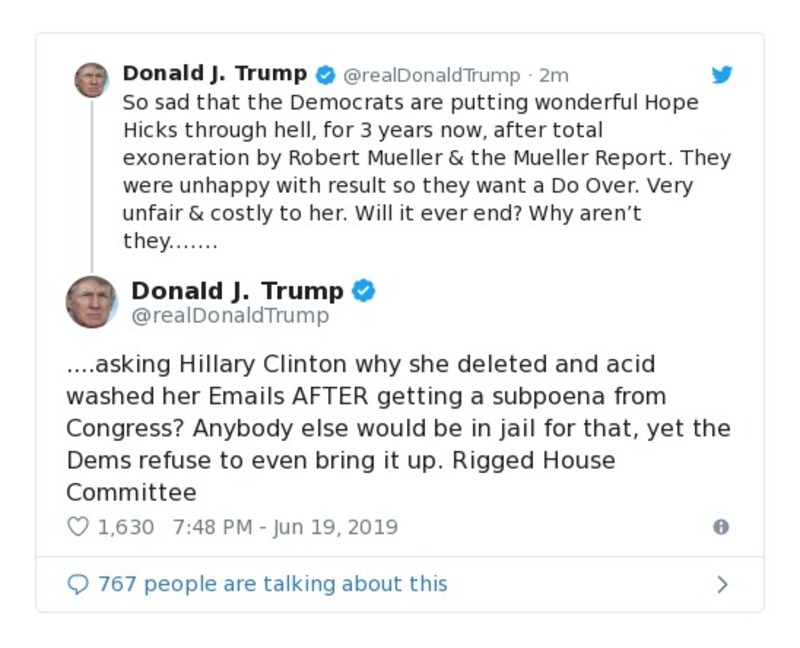 Donald J. Trump @realDonaldTrump · 2m
So sad that the Democrats are putting wonderful Hope
Hicks through hell, for 3 years now, after total
exoneration by Robert Mueller & the Mueller Report. They
were unhappy with result so they want a Do Over. Very
unfair & costly to her. Will it ever end? Why aren’t
they…….
Donald J. Trump
@realDonaldTrump
....asking Hillary Clinton why she deleted and acid
washed her Emails AFTER getting a subpoena from
Congress? Anybody else would be in jail for that, yet the
Dems refuse to even bring it up. Rigged House
Committee
1,630 7:48 PM - Jun 19, 2019
767 people are talking about this